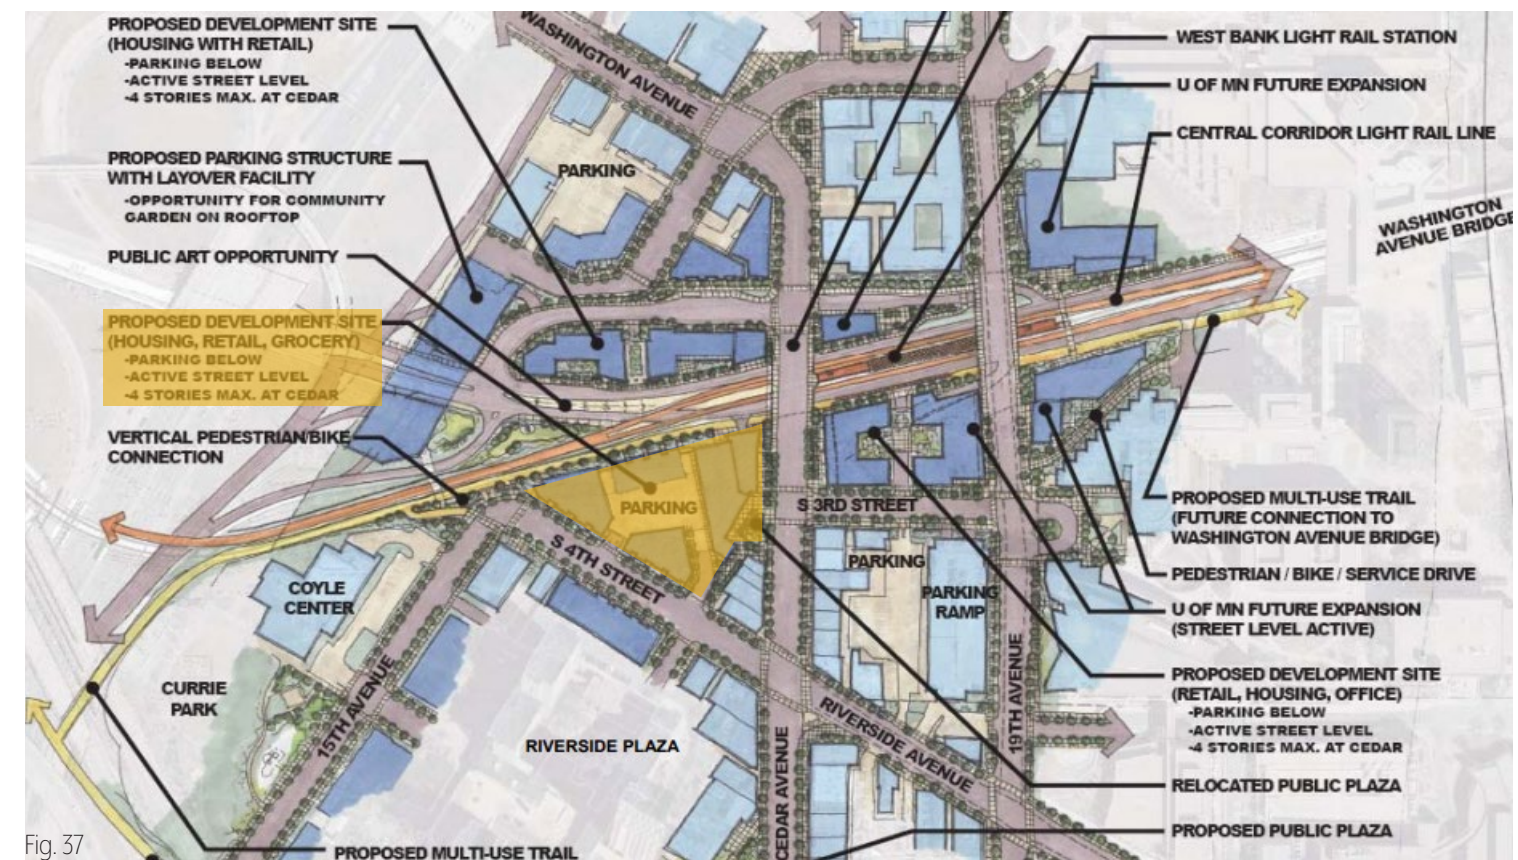 PROPOSED DEVELOPMENT SITE
(HOUSING WITH RETAIL)
-PARKING BELOW
-ACTIVE STREET LEVEL
-4 STORIES MAX. AT CEDAR
PROPOSED PARKING STRUCTURE
WITH LAYOVER FACILITY
-OPPORTUNITY FOR COMMUNITY
GARDEN ON ROOFTOP
PUBLIC ART OPPORTUNITY
PROPOSED DEVELOPMENT SITE
(HOUSING, RETAIL, GROCERY)
-PARKING BELOW
-ACTIVE STREET LEVEL
-4 STORIES MAX. AT CEDAR
VERTICAL PEDESTRIAN/BIKE
CONNECTION
WASHINGTON AVENUE
PARKING
PARKING
S 4TH STREET
S 3RD STREET
PARKING
PARKING
RAMP
COYLE
CENTER
CURRIE
PARK
15TH AVENUE
RIVERSIDE PLAZA
CEDAR AVENUE
RIVERSIDE AVENUE
19TH AVENUE
WEST BANK LIGHT RAIL STATION
U OF MN FUTURE EXPANSION
CENTRAL CORRIDOR LIGHT RAIL LINE
WASHINGTON
AVENUE BRIDGE
PROPOSED MULTI-USE TRAIL
(FUTURE CONNECTION TO
WASHINGTON AVENUE BRIDGE)
PEDESTRIAN / BIKE / SERVICE DRIVE
U OF MN FUTURE EXPANSION
(STREET LEVEL ACTIVE)
PROPOSED DEVELOPMENT SITE
(RETAIL, HOUSING, OFFICE)
-PARKING BELOW
-ACTIVE STREET LEVEL
-4 STORIES MAX. AT CEDAR
RELOCATED PUBLIC PLAZA
PROPOSED PUBLIC PLAZA
Fig. 37
PROPOSED MULTI-USE TRAIL